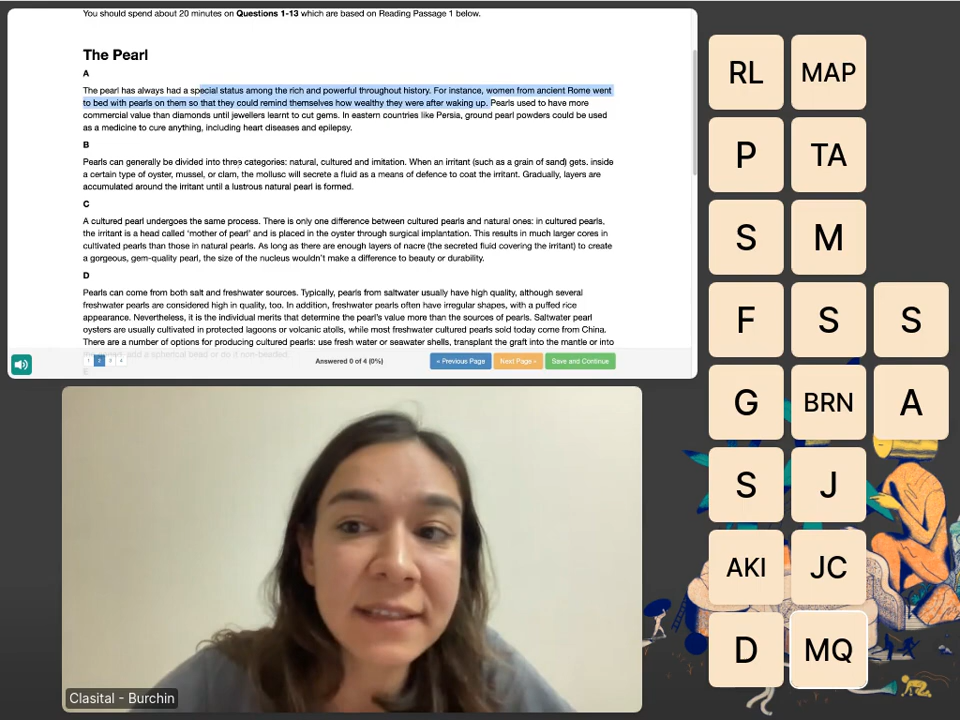 You should spend about 20 minutes on Questions 1-13 which are based on Reading Passage 1 below.
The Pearl
A
The pearl has always had a special status among the rich and powerful throughout history. For instance, women from ancient Rome went
to bed with pearls on them so that they could remind themselves how wealthy they were after waking up. Pearls used to have more
commercial value than diamonds until jewellers learnt to cut gems. In eastern countries like Persia, ground pearl powders could be used
as a medicine to cure anything, including heart diseases and epilepsy.
B
Pearls can generally be divided into three categories: natural, cultured and imitation. When an irritant (such as a grain of sand) gets. inside
a certain type of oyster, mussel, or clam, the mollusc will secrete a fluid as a means of defence to coat the irritant. Gradually, layers are
accumulated around the irritant until a lustrous natural pearl is formed.
C
A cultured pearl undergoes the same process. There is only one difference between cultured pearls and natural ones: in cultured pearls,
the irritant is a head called 'mother of pearl' and is placed in the oyster through surgical implantation. This results in much larger cores in
cultivated pearls than those in natural pearls. As long as there are enough layers of nacre (the secreted fluid covering the irritant) to create
a gorgeous, gem-quality pearl, the size of the nucleus wouldn't make a difference to beauty or durability.
D
Pearls can come from both salt and freshwater sources. Typically, pearls from saltwater usually have high quality, although several
freshwater pearls are considered high in quality, too. In addition, freshwater pearls often have irregular shapes, with a puffed rice
appearance. Nevertheless, it is the individual merits that determine the pearl's value more than the sources of pearls. Saltwater pearl
oysters are usually cultivated in protected lagoons or volcanic atolls, while most freshwater cultured pearls sold today come from China.
There are a number of options for producing cultured pearls: use fresh water or seawater shells, transplant the graft into the mantle or into
add a spherical bead or do it non-beaded.
E
1 2 3 4
Answered 0 of 4 (0%)
« Previous Page
Next Page »
Save and Continue
RL
MAP
P
TA
S
M
F
S
S
G
BRN
A
S
J
AKI
JC
D
MQ
Clasital - Burchin